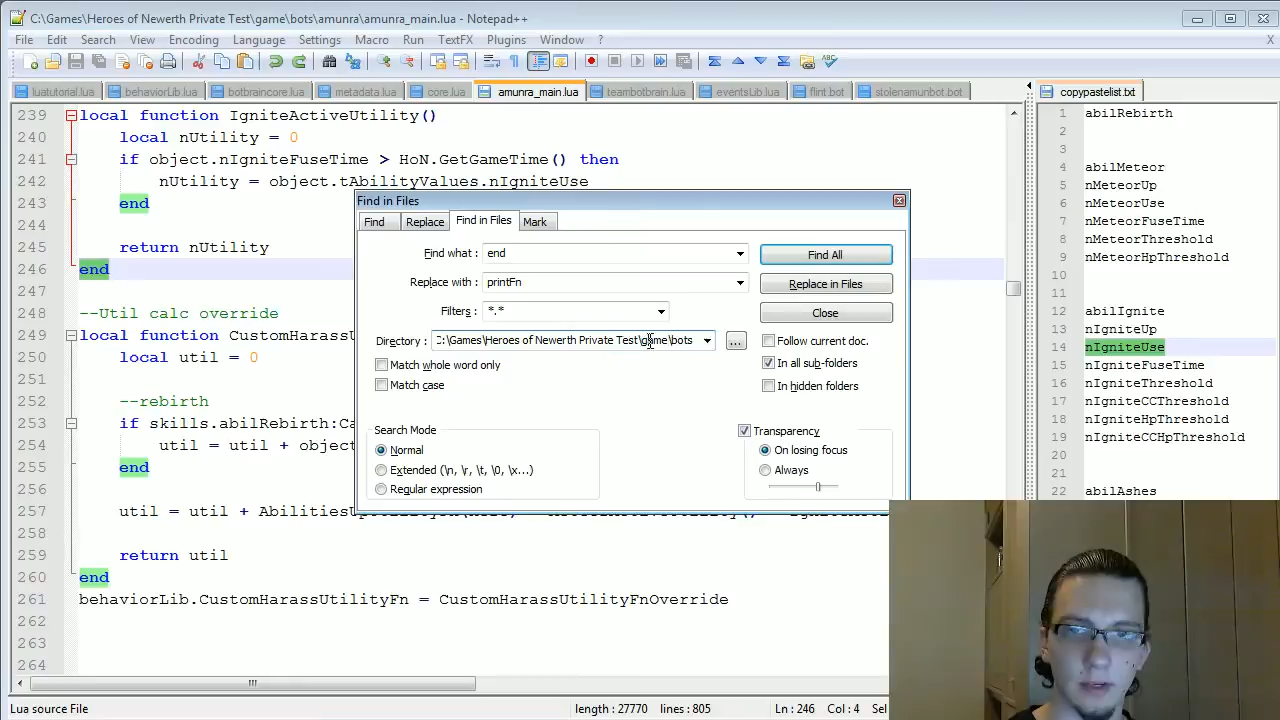 C:\Games\Heroes of Newerth Private Test\game\bots\amunra\amunra_main.lua - Notepad++
File Edit Search View Encoding Language Settings Macro Run TextFX Plugins Window ? X
luatutorial.lua behaviorLib.lua botbraincore.lua metadata.lua core.lua amunra_main.lua teambotbrain.lua eventsLib.lua flint.bot stolenamunbot.lua copypastelist.txt
239 local function IgniteActiveUtility()
240 local nUtility = 0
241 if object.nIgniteFuseTime > HoN.GetGameTime() then
242 nUtility = object.tAbilityValues.nIgniteUse
243 end
244
245 return nUtility
246 end
247
248 --Util calc override
249 local function Custom
250 local util = 0
251
252 --rebirth
253 if skills.abilRebirth:Ca
254 util = util + object
255 end
256
257 util = util +
258
259 return util
260 end
261 behaviorLib.CustomHarassUtilityFn = CustomHarassUtilityFnOverride
262
263
264
Find in Files
Find Replace Find in Files Mark
Find what : end Find All
Replace with : printFn Replace in Files
Filters : *.* Close
Directory : C:\Games\Heroes of Newerth Private Test\game\bots ... Follow current doc.
Match whole word only In all sub-folders
Match case In hidden folders
Search Mode Transparency
Normal On losing focus
Extended (\n, \r, \t, \0, \x...) Always
Regular expression
1 abilRebirth
2
3
4 abilMeteor
5 nMeteorUp
6 nMeteorUse
7 nMeteorFuseTime
8 nMeteorThreshold
9 nMeteorHpThreshold
10
11
12 abilIgnite
13 nIgniteUp
14 nIgniteUse
15 nIgniteFuseTime
16 nIgniteThreshold
17 nIgniteCCThreshold
18 nIgniteHpThreshold
19 nIgniteCCHpThreshold
20
21
22 abilAshes
Lua source File length : 27770 lines : 805 Ln : 246 Col : 4 Sel